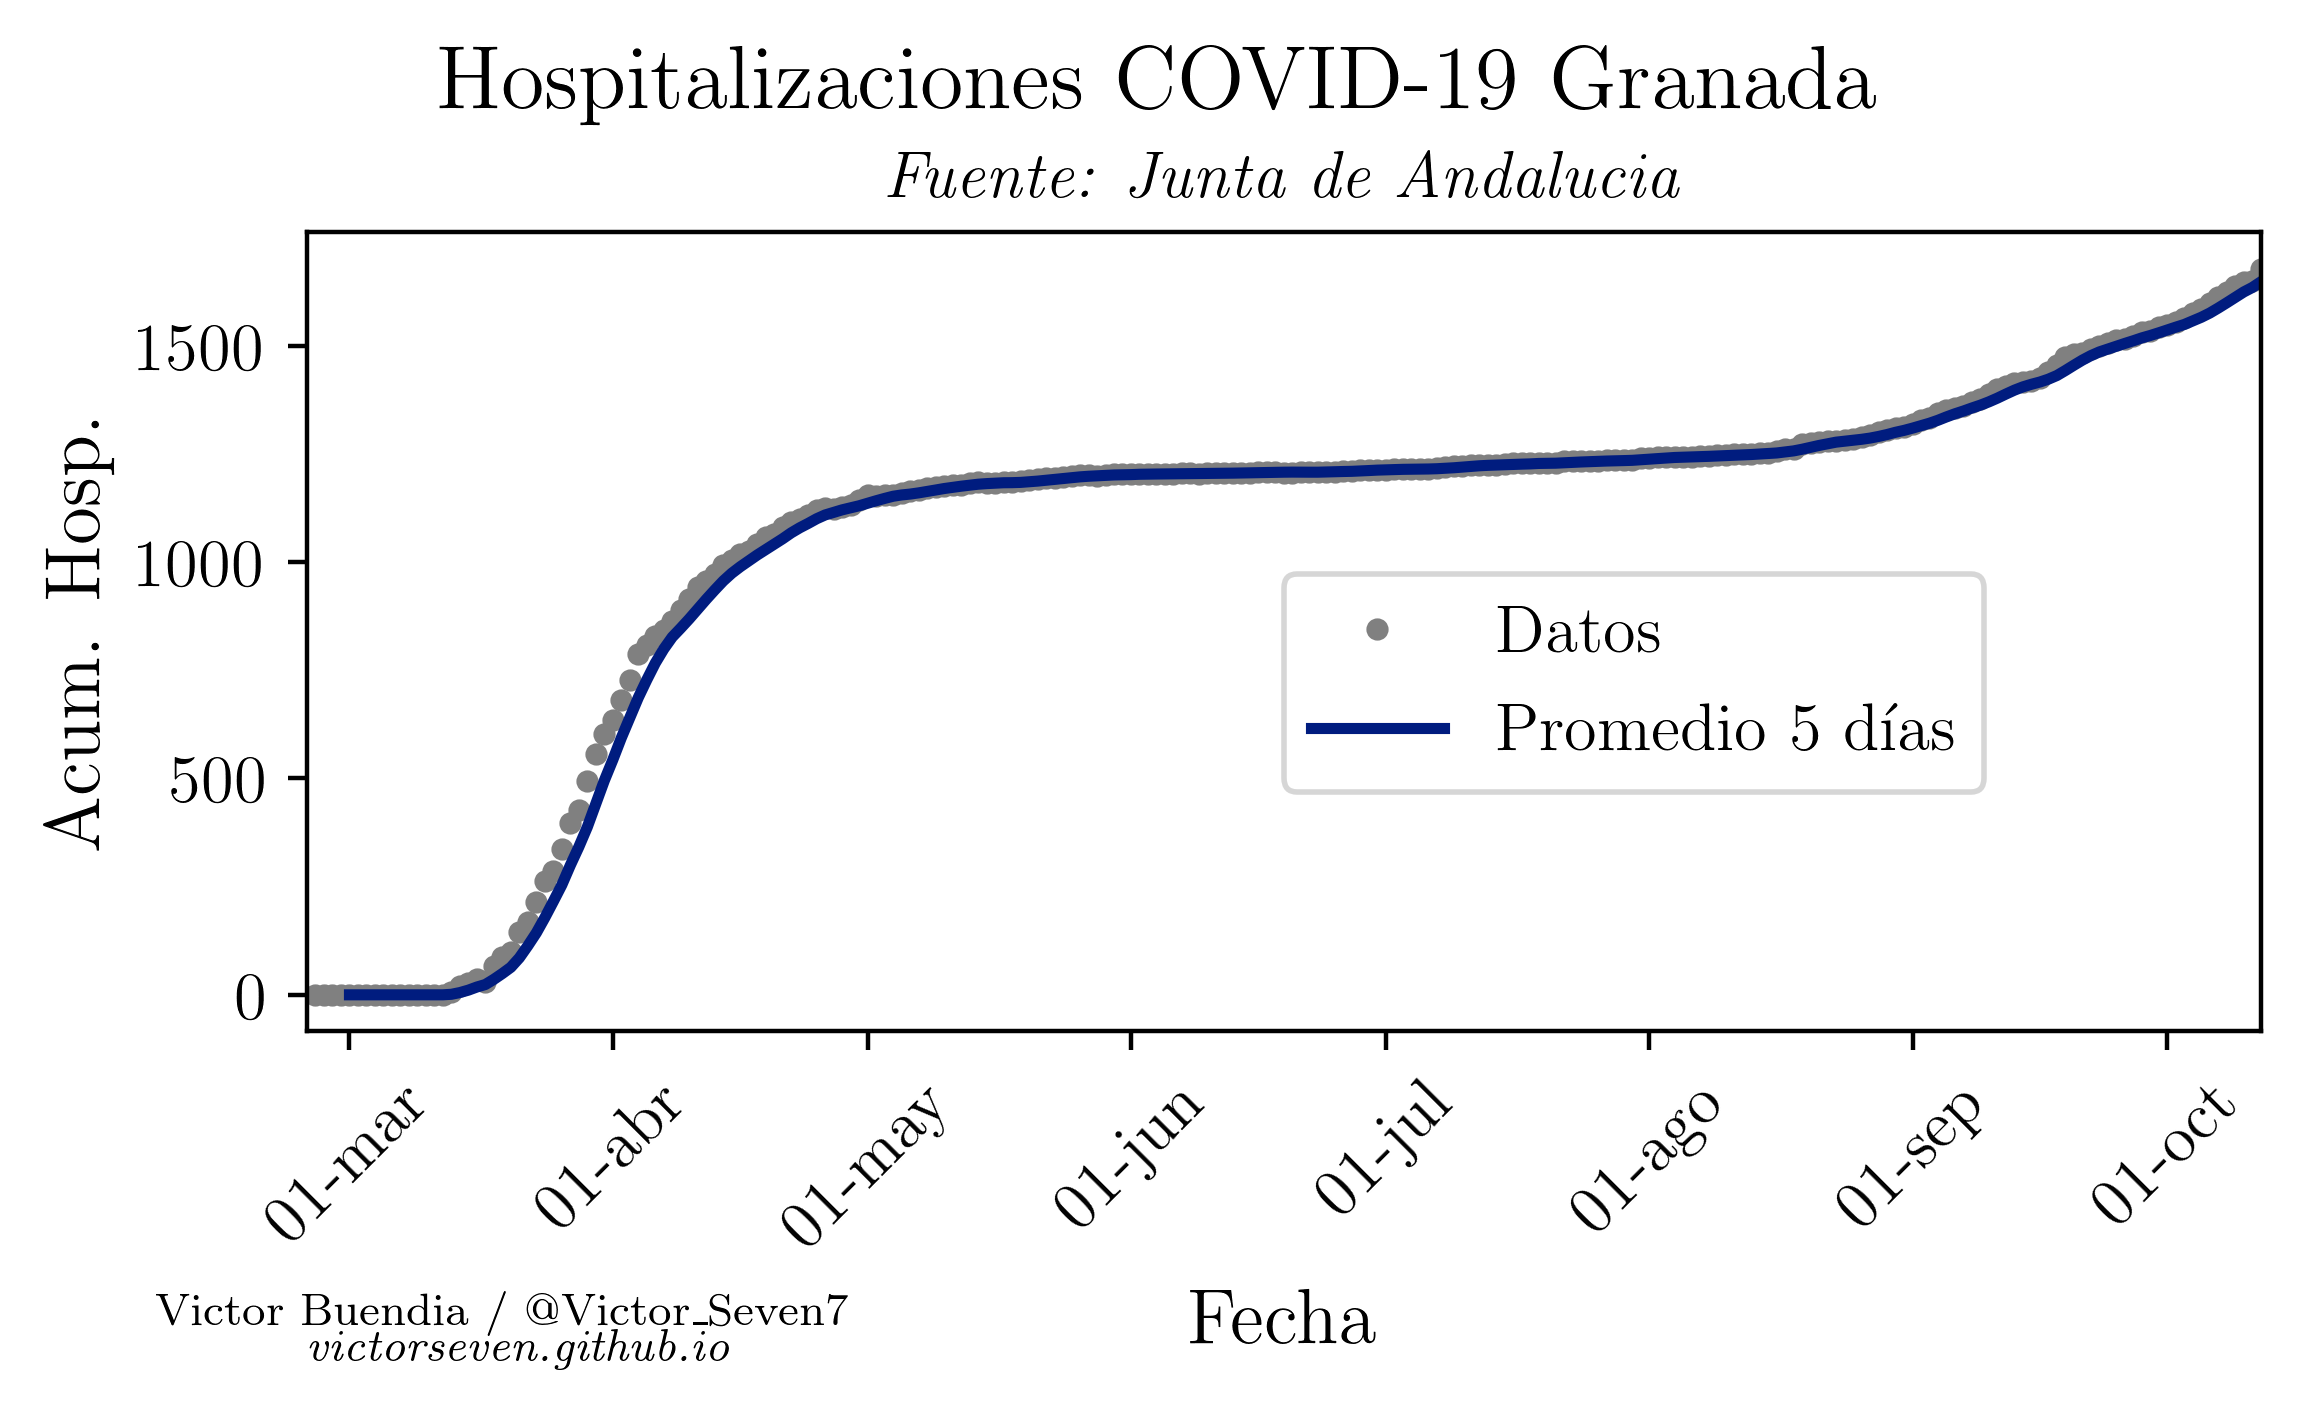 Hospitalizaciones COVID-19 Granada
Fuente: Junta de Andalucia
Acum. Hosp.
1500
1000
500
0
Datos
Promedio 5 días
01-mar
01-abr
01-may
01-jun
01-jul
01-ago
01-sep
01-oct
Fecha
Victor Buendia / @Victor_Seven7
victorseven.github.io